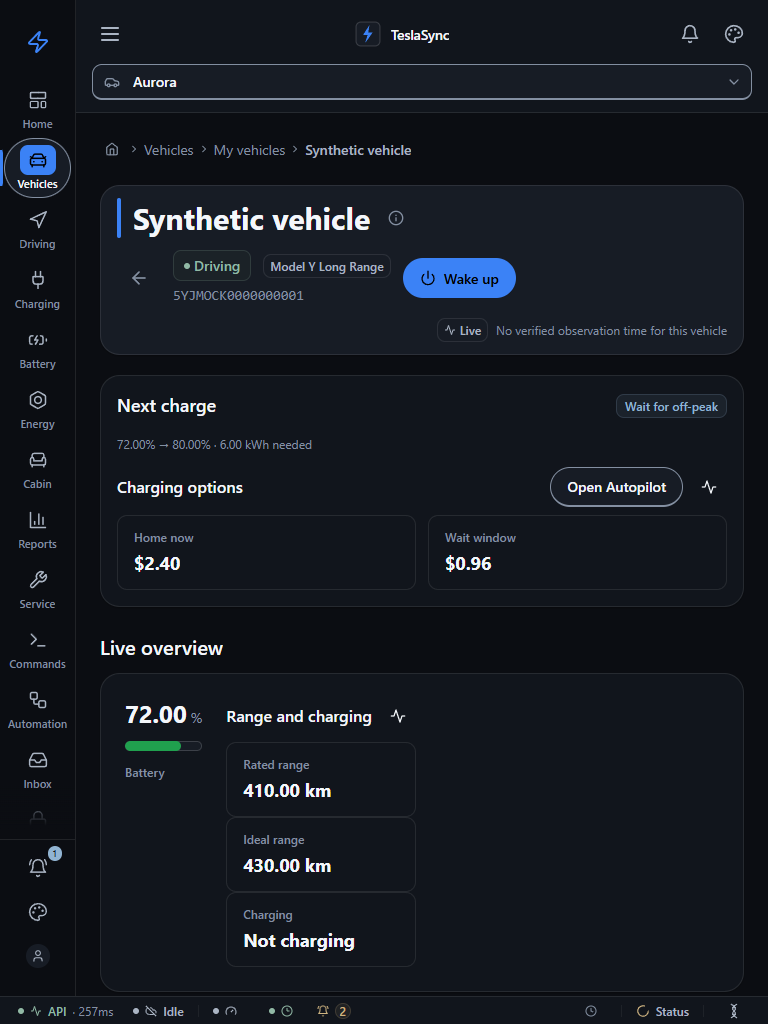 TeslaSync
Aurora
Home
Vehicles
Driving
Charging
Battery
Energy
Cabin
Reports
Service
Commands
Automation
Inbox
1
Vehicles
My vehicles
Synthetic vehicle
Synthetic vehicle
Driving
Model Y Long Range
Wake up
5YJMOCK0000000001
Live
No verified observation time for this vehicle
Next charge
Wait for off-peak
72.00% → 80.00% · 6.00 kWh needed
Charging options
Open Autopilot
Home now
$2.40
Wait window
$0.96
Live overview
72.00 %
Battery
Range and charging
Rated range
410.00 km
Ideal range
430.00 km
Charging
Not charging
API · 257ms
Idle
2
Status